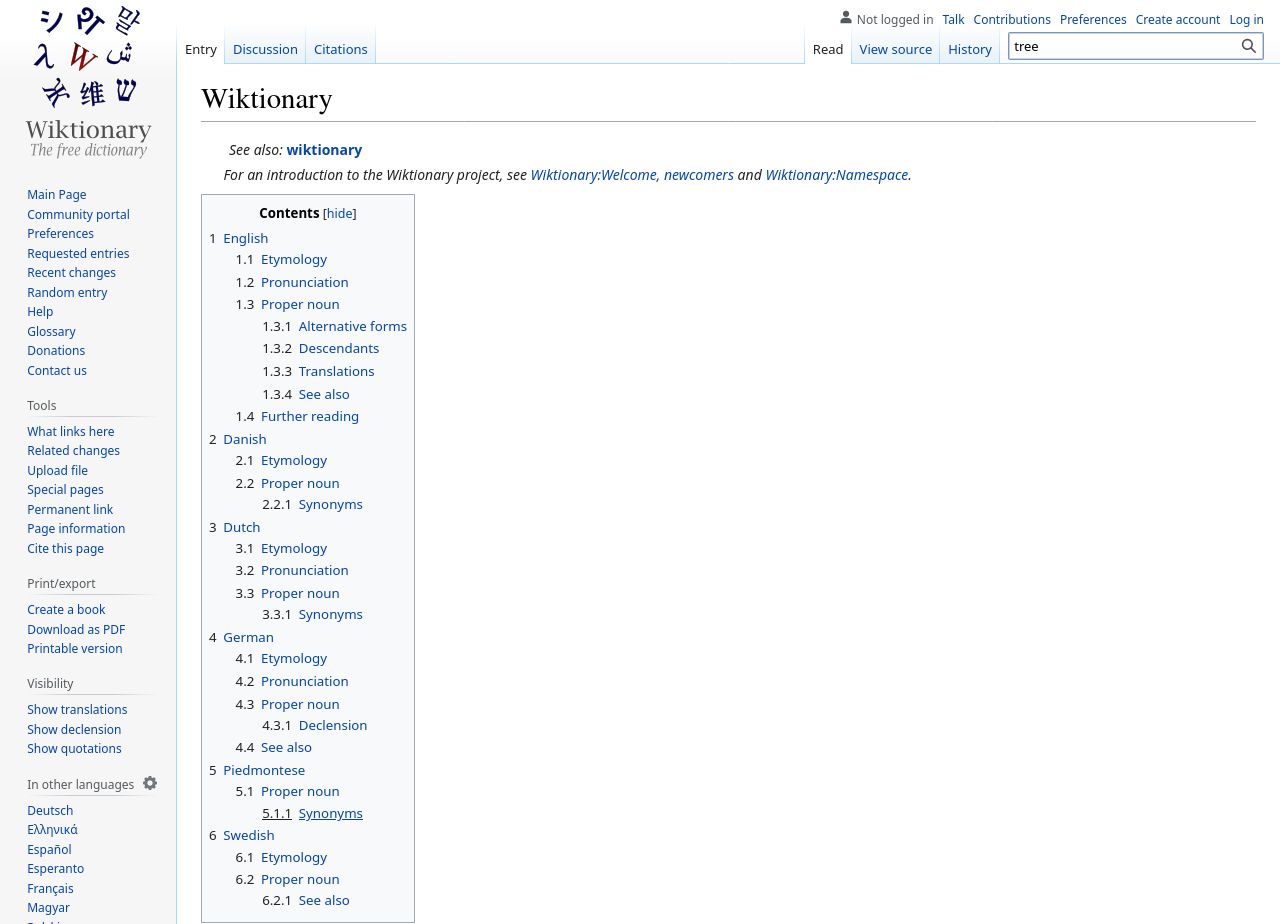 Wiktionary
The free dictionary
Not logged in Talk Contributions Preferences Create account Log in
Entry Discussion Citations Read View source History tree
Wiktionary
See also: wiktionary
For an introduction to the Wiktionary project, see Wiktionary:Welcome, newcomers and Wiktionary:Namespace.
Contents [hide]
1 English
1.1 Etymology
1.2 Pronunciation
1.3 Proper noun
1.3.1 Alternative forms
1.3.2 Descendants
1.3.3 Translations
1.3.4 See also
1.4 Further reading
2 Danish
2.1 Etymology
2.2 Proper noun
2.2.1 Synonyms
3 Dutch
3.1 Etymology
3.2 Pronunciation
3.3 Proper noun
3.3.1 Synonyms
4 German
4.1 Etymology
4.2 Pronunciation
4.3 Proper noun
4.3.1 Declension
4.4 See also
5 Piedmontese
5.1 Proper noun
5.1.1 Synonyms
6 Swedish
6.1 Etymology
6.2 Proper noun
6.2.1 See also
Main Page
Community portal
Preferences
Requested entries
Recent changes
Random entry
Help
Glossary
Donations
Contact us
Tools
What links here
Related changes
Upload file
Special pages
Permanent link
Page information
Cite this page
Print/export
Create a book
Download as PDF
Printable version
Visibility
Show translations
Show declension
Show quotations
In other languages
Deutsch
Ελληνικά
Español
Esperanto
Français
Magyar